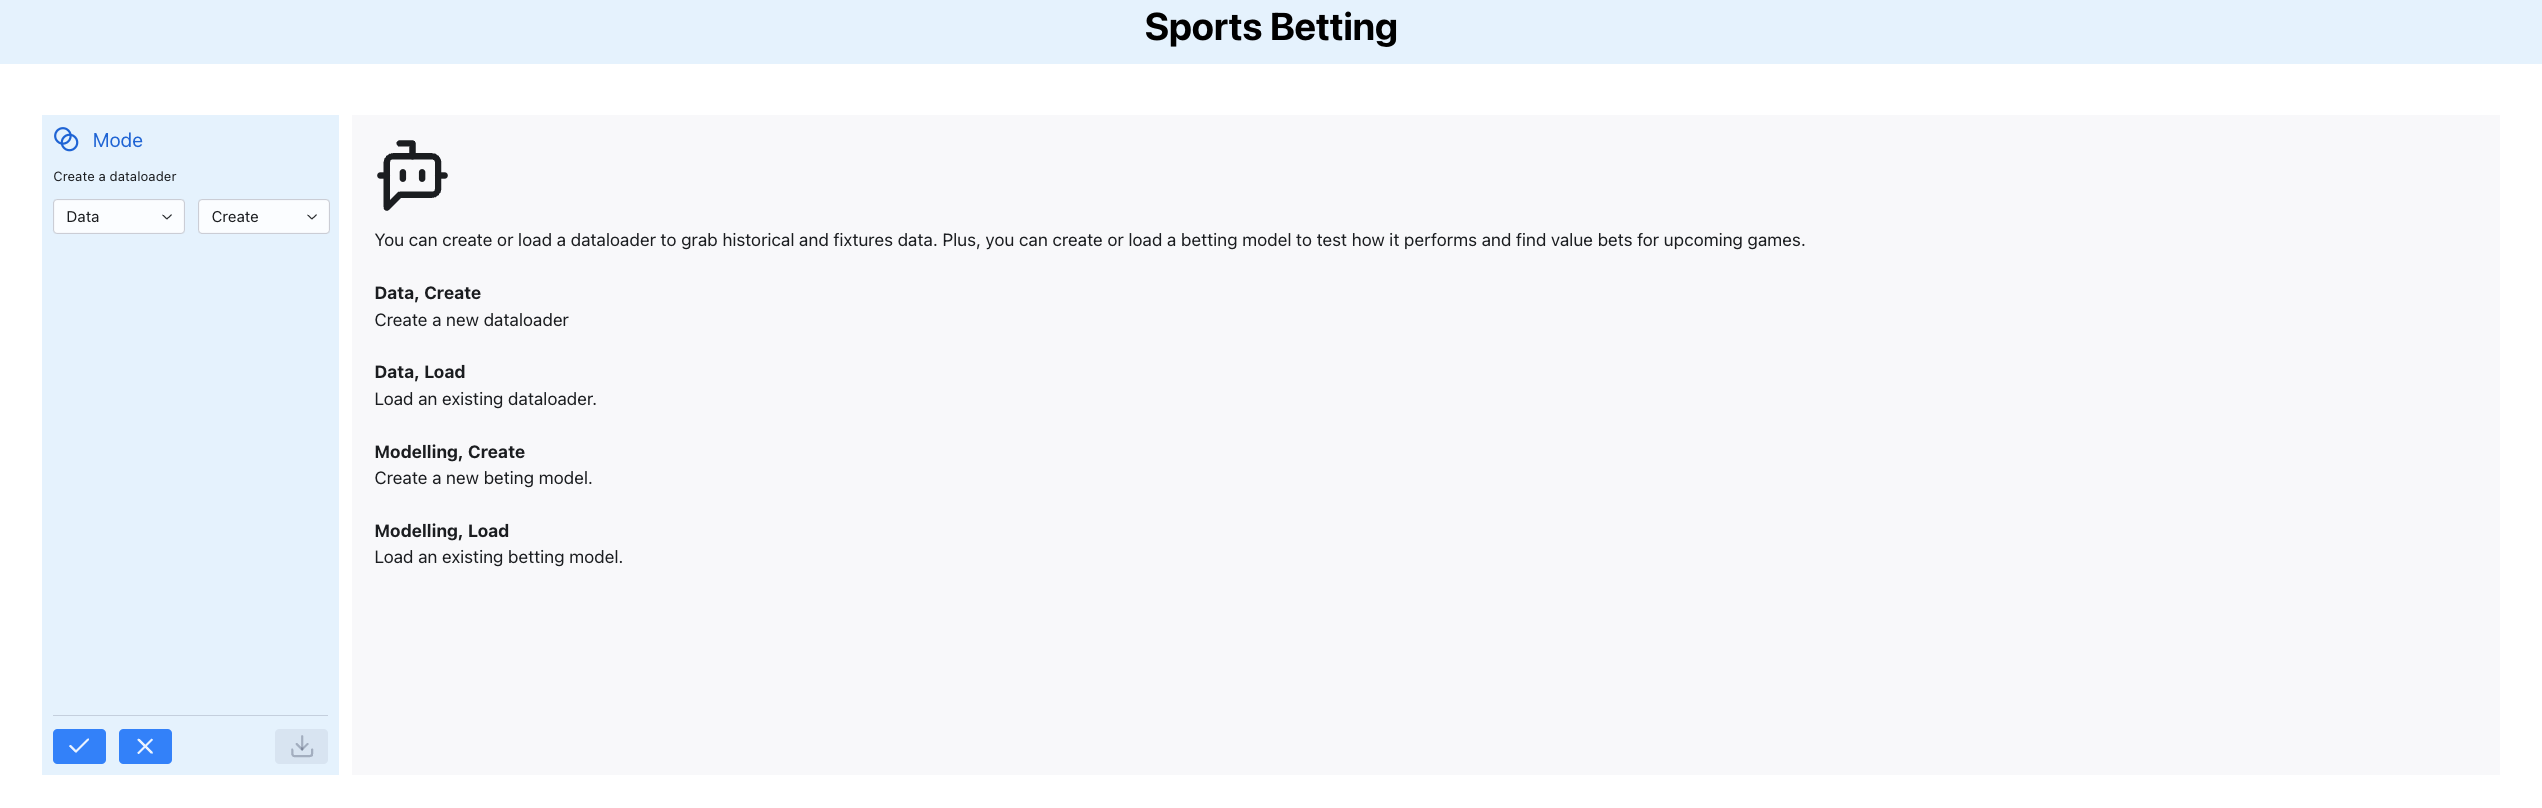 Sports Betting
Mode
Create a dataloader
Data
Create
You can create or load a dataloader to grab historical and fixtures data. Plus, you can create or load a betting model to test how it performs and find value bets for upcoming games.
Data, Create
Create a new dataloader
Data, Load
Load an existing dataloader.
Modelling, Create
Create a new beting model.
Modelling, Load
Load an existing betting model.